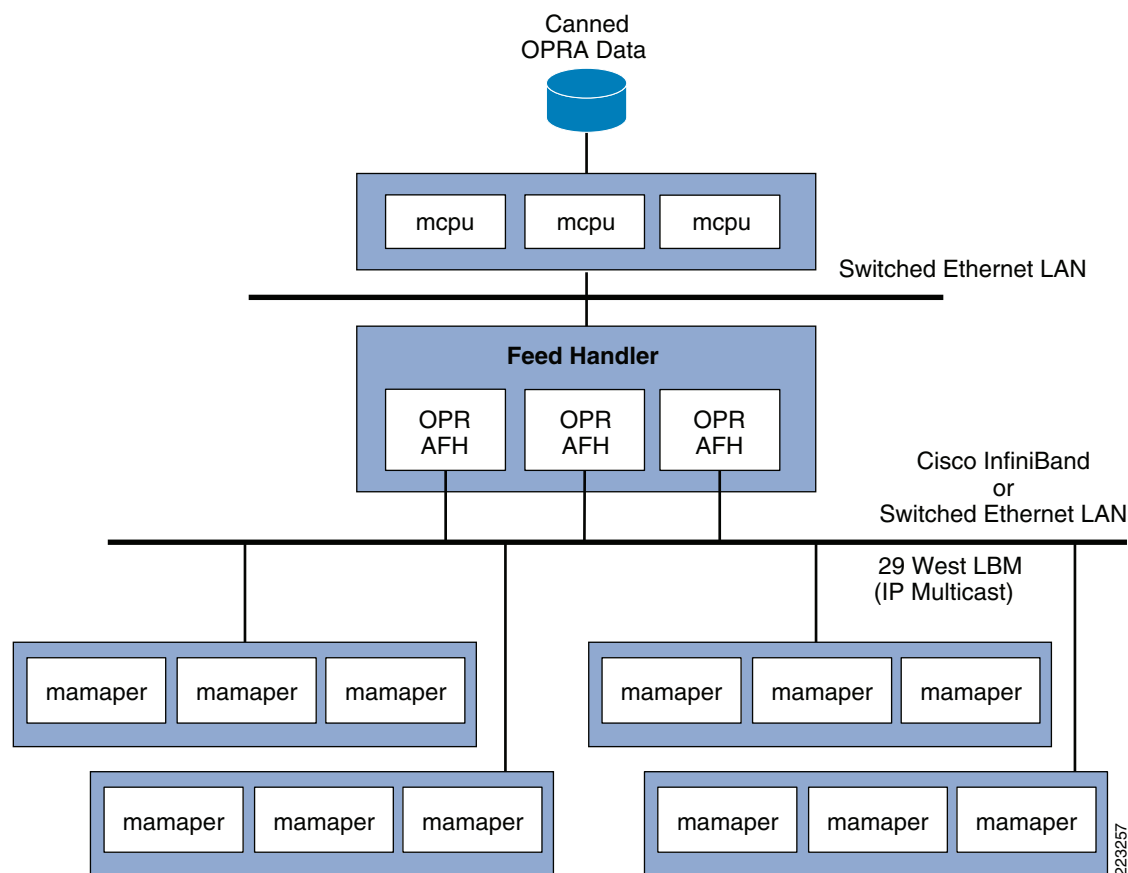 Canned
OPRA Data
mcpu
mcpu
mcpu
Switched Ethernet LAN
Feed Handler
OPR
AFH
OPR
AFH
OPR
AFH
Cisco InfiniBand
or
Switched Ethernet LAN
29 West LBM
(IP Multicast)
mamaper
mamaper
mamaper
mamaper
mamaper
mamaper
mamaper
mamaper
mamaper
mamaper
mamaper
mamaper
223257